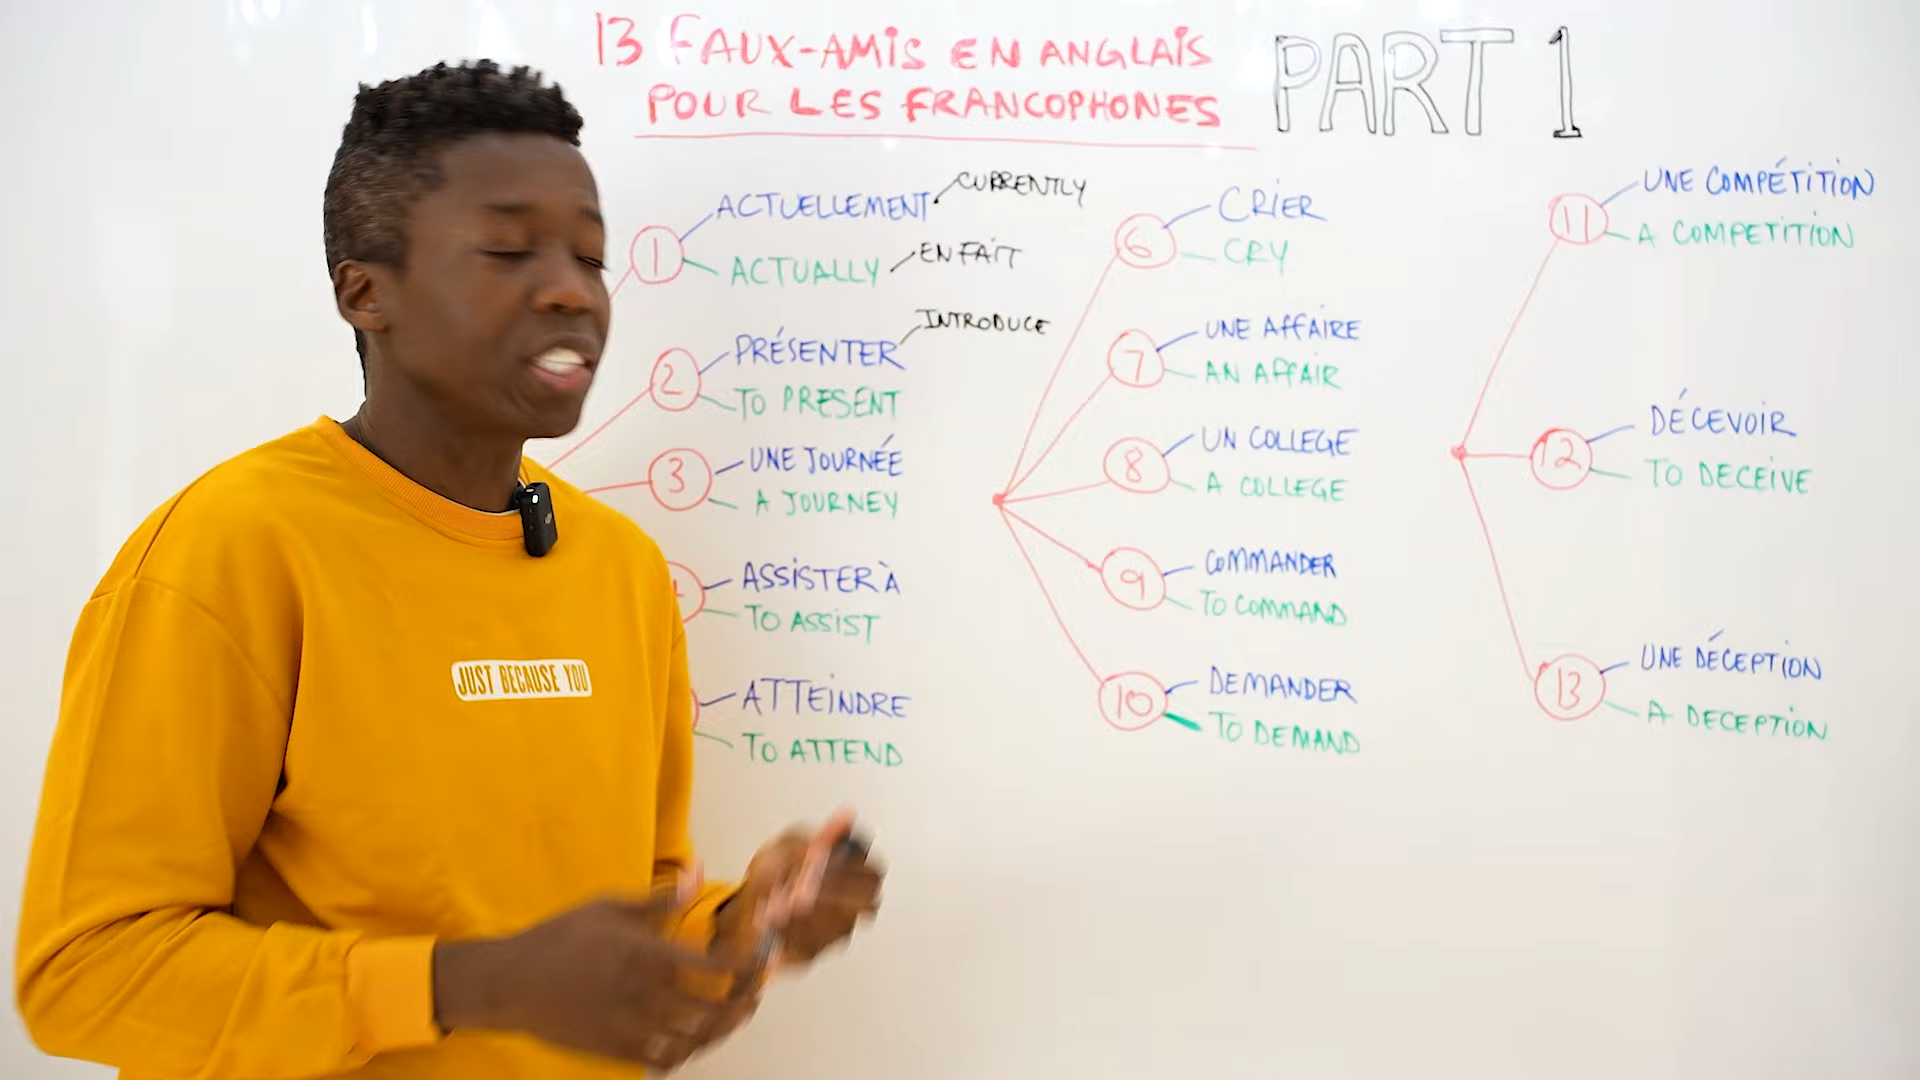 13 FAUX-AMIS EN ANGLAIS
POUR LES FRANCOPHONES
PART 1
1
ACTUELLEMENT
CURRENTLY
ACTUALLY
EN FAIT
2
PRÉSENTER
INTRODUCE
TO PRESENT
3
UNE JOURNÉE
A JOURNEY
ASSISTER À
TO ASSIST
ATTEINDRE
TO ATTEND
6
CRIER
CRY
7
UNE AFFAIRE
AN AFFAIR
8
UN COLLEGE
A COLLEGE
9
COMMANDER
TO COMMAND
10
DEMANDER
TO DEMAND
11
UNE COMPÉTITION
A COMPETITION
12
DÉCEVOIR
TO DECEIVE
13
UNE DÉCEPTION
A DECEPTION
JUST BECAUSE YOU